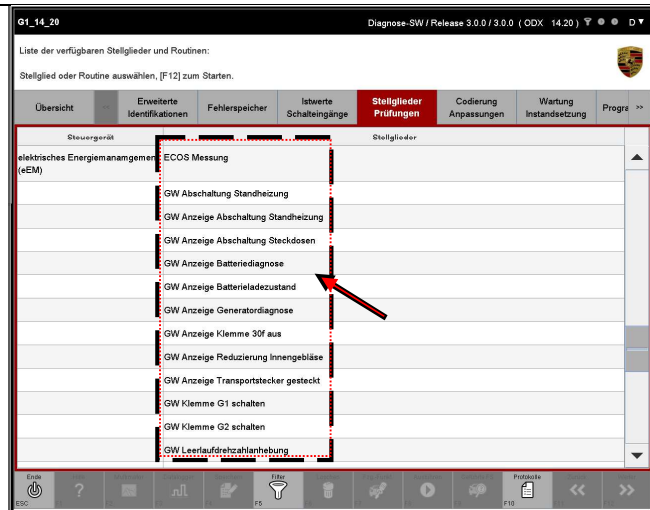 G1_14_20
Diagnose-SW / Release 3.0.0 / 3.0.0 ( ODX 14.20 )
D
Liste der verfügbaren Stellglieder und Routinen:
Stellglied oder Routine auswählen, [F12] zum Starten.
Übersicht
<<
Erweiterte
Identifikationen
Fehlerspeicher
Istwerte
Schalteingänge
Stellglieder
Prüfungen
Codierung
Anpassungen
Wartung
Instandsetzung
Progra
>>
Steuergerät
Stellglieder
elektrisches Energiemanamgement
(eEM)
ECOS Messung
GW Abschaltung Standheizung
GW Anzeige Abschaltung Standheizung
GW Anzeige Abschaltung Steckdosen
GW Anzeige Batteriediagnose
GW Anzeige Batterieladezustand
GW Anzeige Generatordiagnose
GW Anzeige Klemme 30f aus
GW Anzeige Reduzierung Innengebläse
GW Anzeige Transportstecker gesteckt
GW Klemme G1 schalten
GW Klemme G2 schalten
GW Leerlaufdrehzahlanhebung
Ende
ESC
Filter
F5
Protokolle
F10